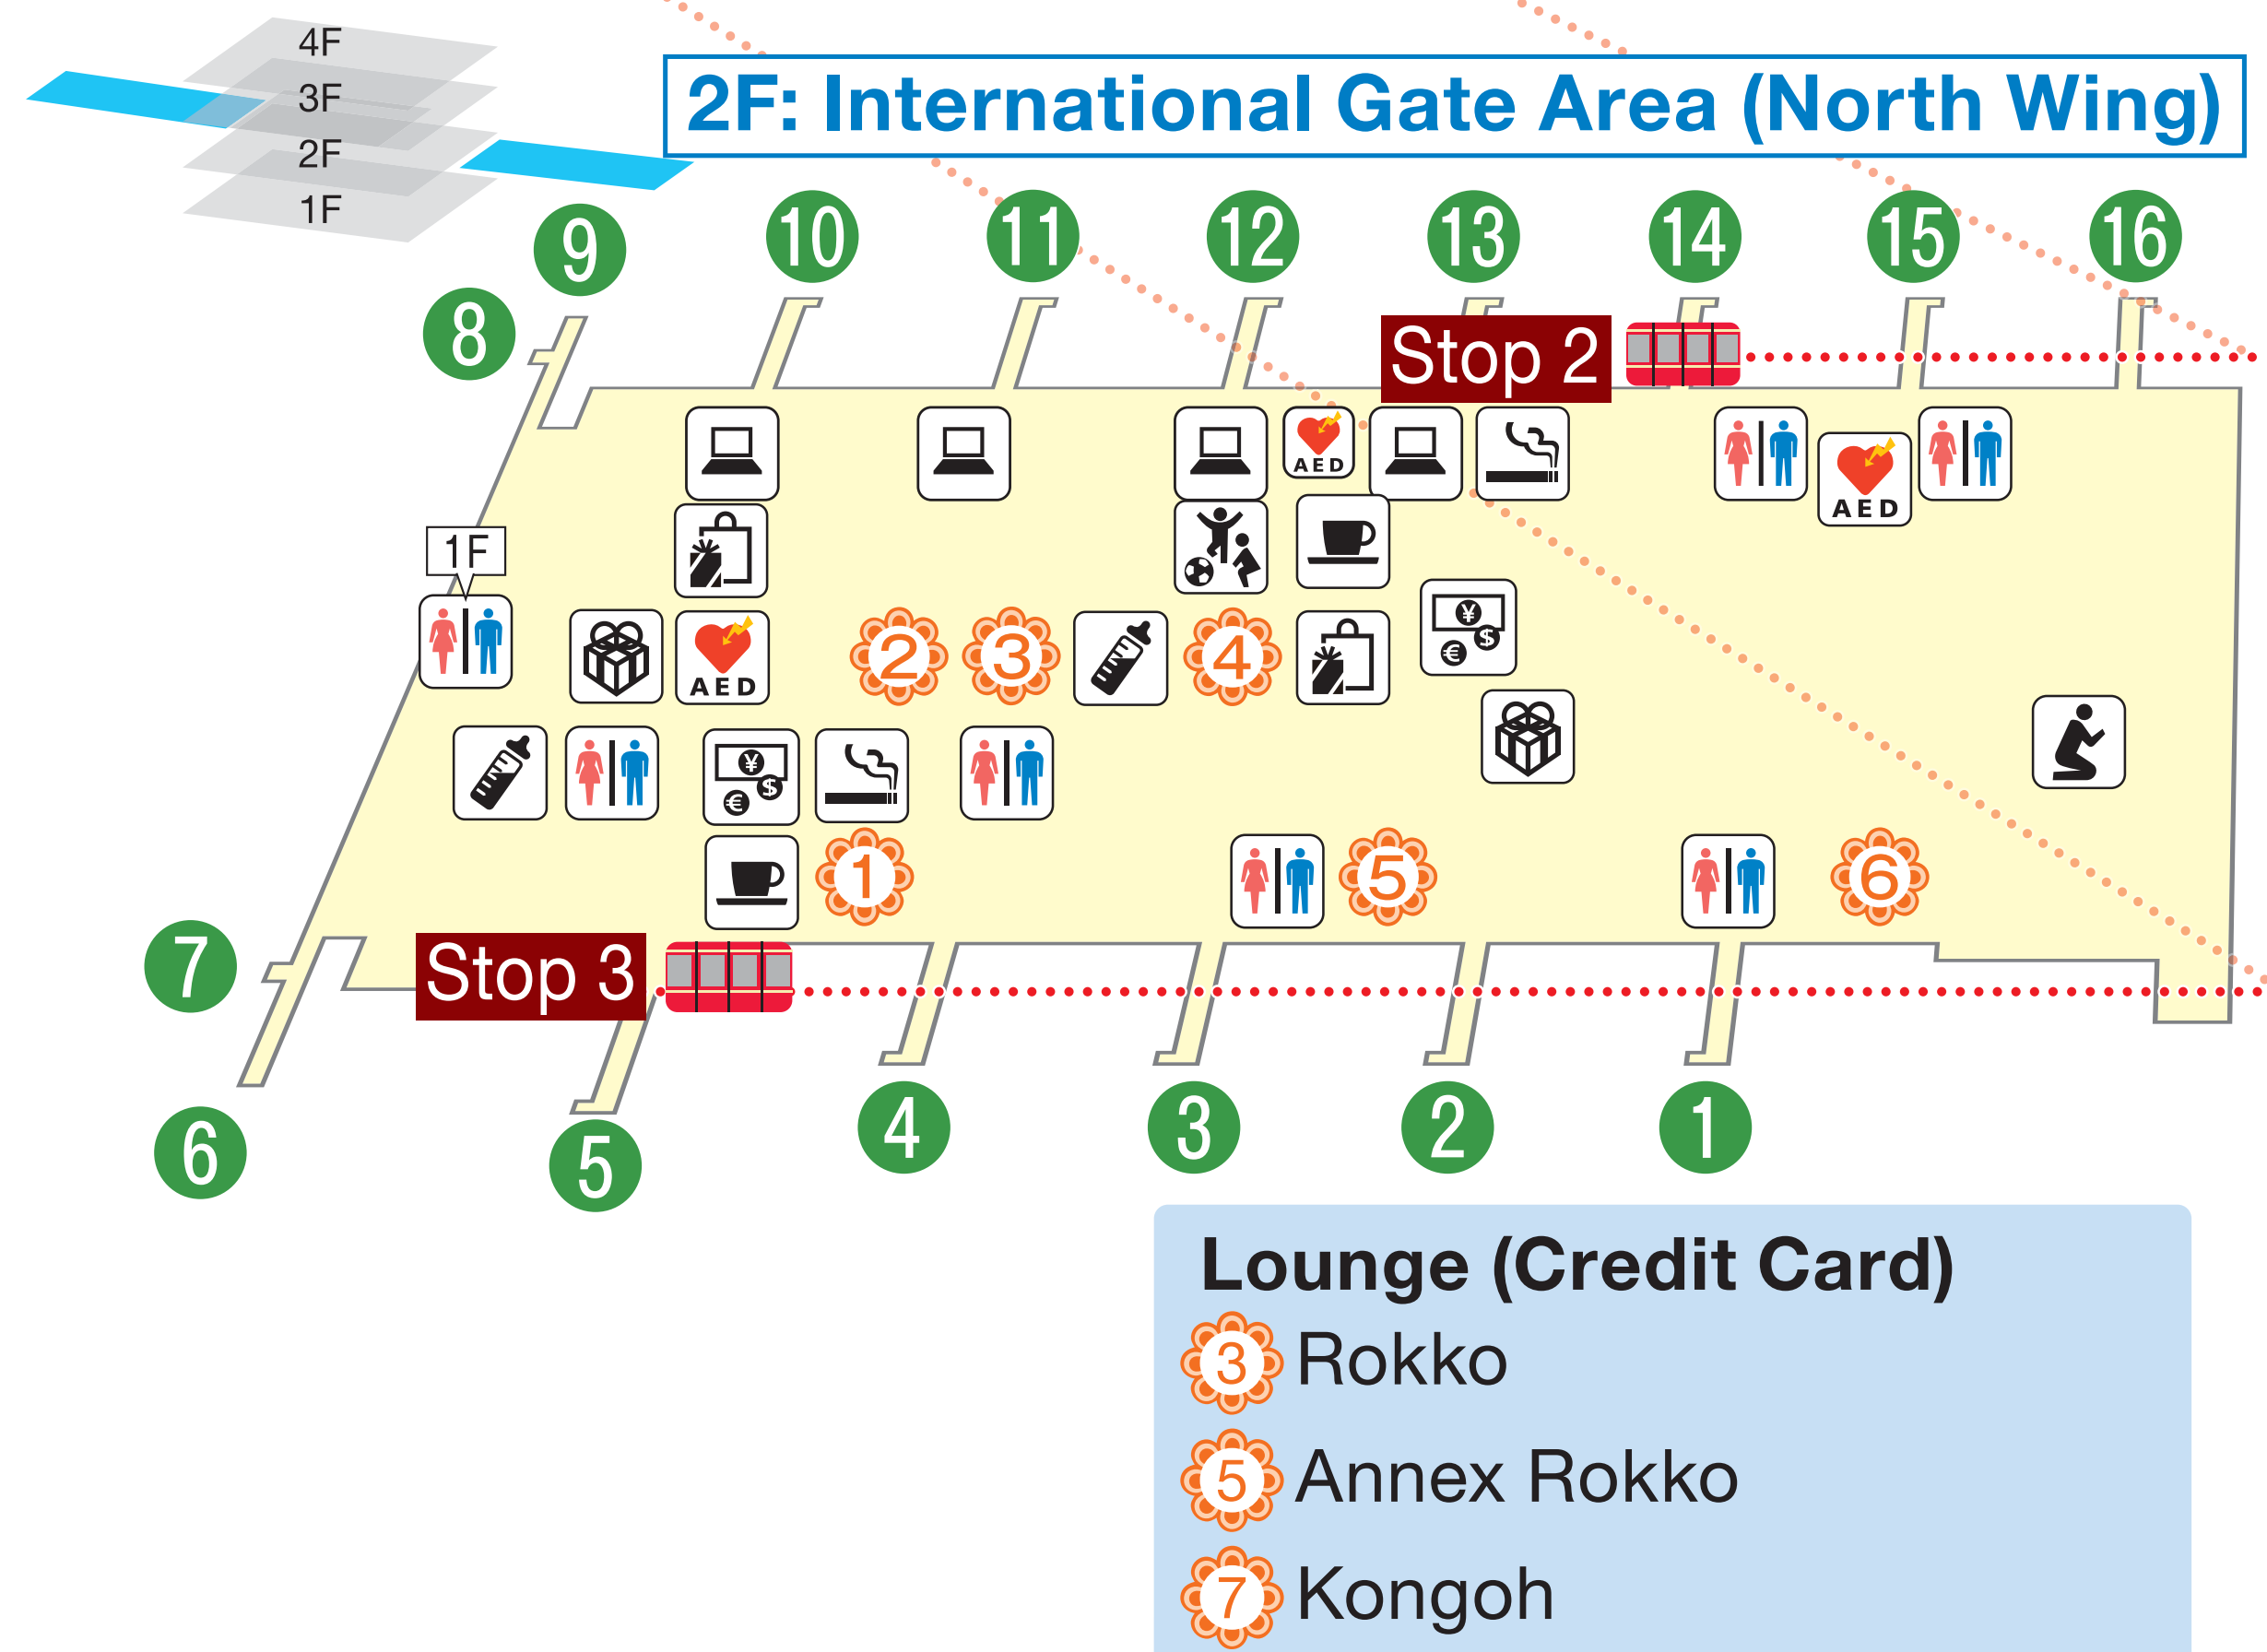 4F
3F
2F
1F
2F: International Gate Area (North Wing)
9
10
11
12
13
14
15
16
8
Stop 2
AED
AED
1F
AED
2
3
4
¥
$
€
¥
$
€
1
5
6
7
Stop 3
6
5
4
3
2
1
Lounge (Credit Card)
3 Rokko
5 Annex Rokko
7 Kongoh